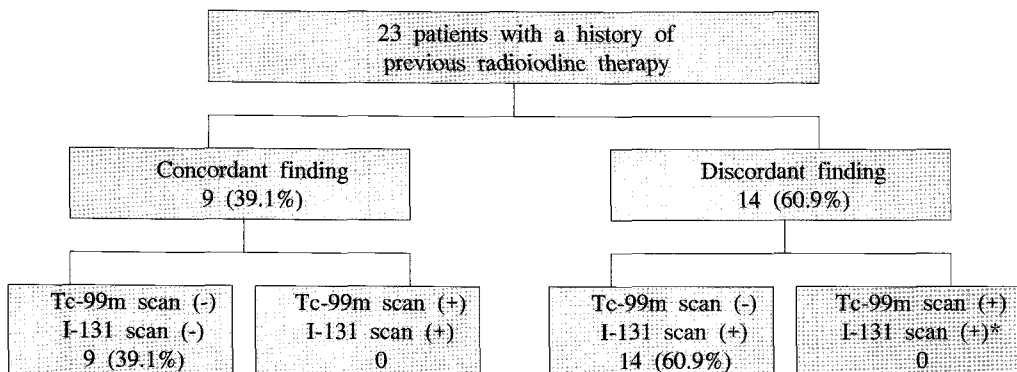 23 patients with a history of
previous radioiodine therapy
Concordant finding
9 (39.1%)
Discordant finding
14 (60.9%)
Tc-99m scan (-)
I-131 scan (-)
9 (39.1%)
Tc-99m scan (+)
I-131 scan (+)
0
Tc-99m scan (-)
I-131 scan (+)
14 (60.9%)
Tc-99m scan (+)
I-131 scan (+)*
0